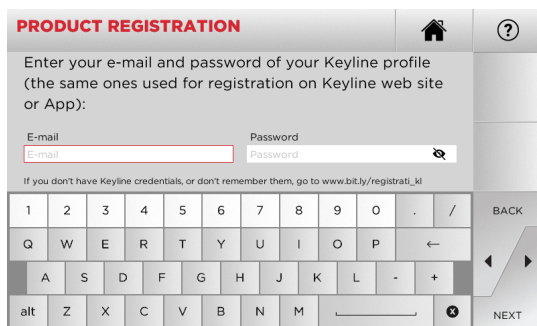 PRODUCT REGISTRATION
?
Enter your e-mail and password of your Keyline profile
(the same ones used for registration on Keyline web site
or App):
E-mail Password
E-mail Password
If you don't have Keyline credentials, or don't remember them, go to www.bit.ly/registrati_kl
1 2 3 4 5 6 7 8 9 0 . / BACK
Q W E R T Y U I O P ←
A S D F G H J K L - +
alt Z X C V B N M NEXT